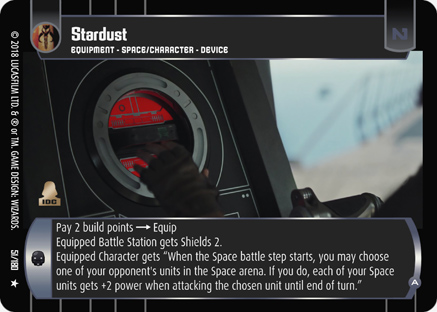 Stardust
EQUIPMENT - SPACE/CHARACTER - DEVICE
N
IDC
Pay 2 build points → Equip
Equipped Battle Station gets Shields 2.
Equipped Character gets “When the Space battle step starts, you may choose
one of your opponent's units in the Space arena. If you do, each of your Space
units gets +2 power when attacking the chosen unit until end of turn.”
A
© 2018 LUCASFILM LTD. & ® or TM. GAME DESIGN: WIZARDS.
51/180